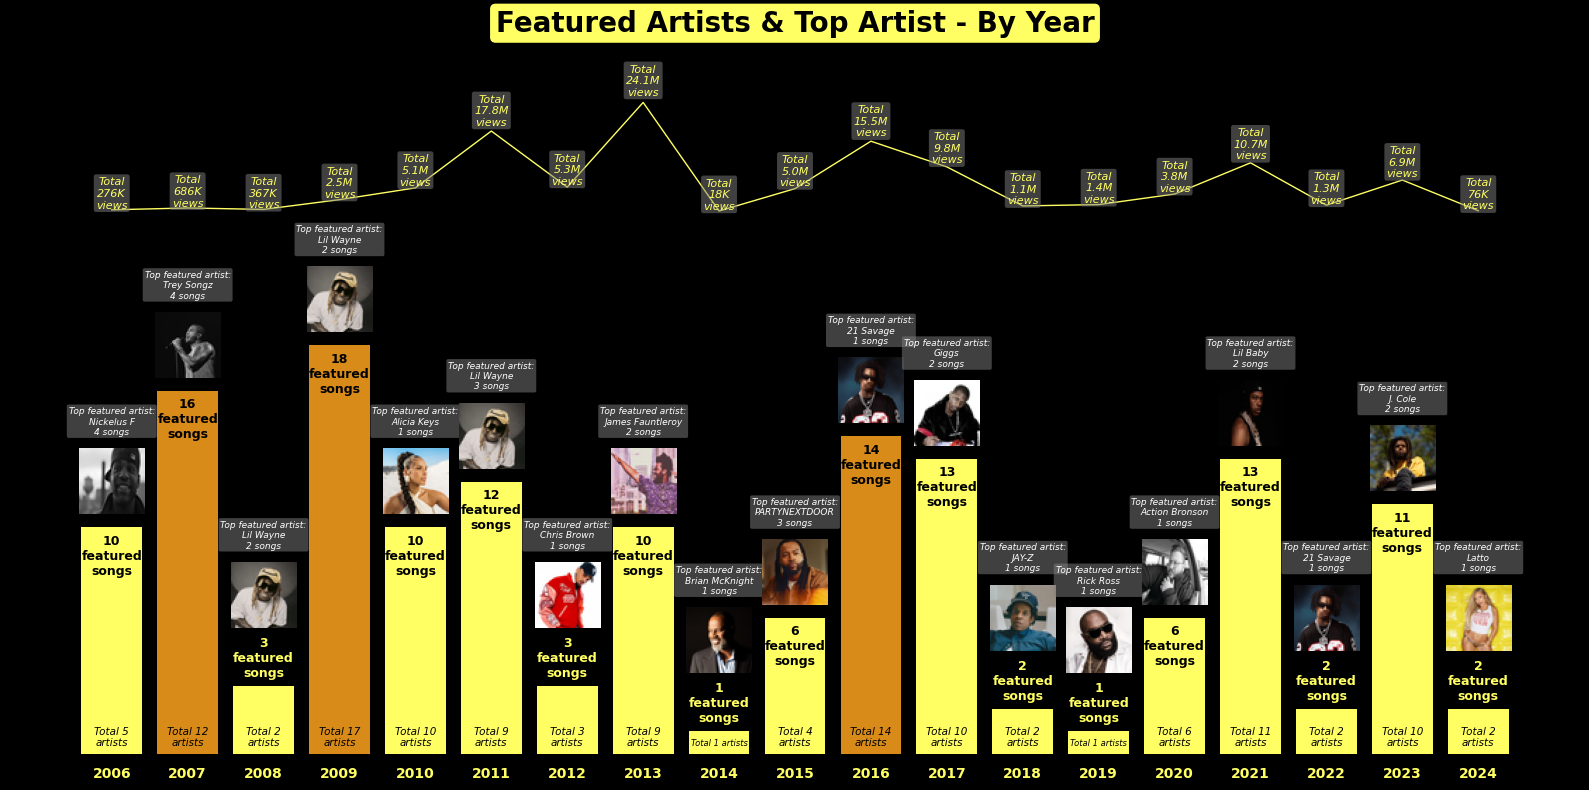 Featured Artists & Top Artist - By Year
Total
276K
views
Total
686K
views
Total
367K
views
Total
2.5M
views
Total
5.1M
views
Total
17.8M
views
Total
5.3M
views
Total
24.1M
views
Total
18K
views
Total
5.0M
views
Total
15.5M
views
Total
9.8M
views
Total
1.1M
views
Total
1.4M
views
Total
3.8M
views
Total
10.7M
views
Total
1.3M
views
Total
6.9M
views
Total
76K
views
Top featured artist:
Nickelus F
4 songs
10
featured
songs
Total 5
artists
2006
Top featured artist:
Trey Songz
4 songs
16
featured
songs
Total 12
artists
2007
Top featured artist:
Lil Wayne
2 songs
3
featured
songs
Total 2
artists
2008
Top featured artist:
Lil Wayne
2 songs
18
featured
songs
Total 17
artists
2009
Top featured artist:
Alicia Keys
1 songs
10
featured
songs
Total 10
artists
2010
Top featured artist:
Lil Wayne
3 songs
12
featured
songs
Total 9
artists
2011
Top featured artist:
Chris Brown
1 songs
3
featured
songs
Total 3
artists
2012
Top featured artist:
James Fauntleroy
2 songs
10
featured
songs
Total 9
artists
2013
Top featured artist:
Brian McKnight
1 songs
1
featured
songs
Total 1 artists
2014
Top featured artist:
PARTYNEXTDOOR
3 songs
6
featured
songs
Total 4
artists
2015
Top featured artist:
21 Savage
1 songs
14
featured
songs
Total 14
artists
2016
Top featured artist:
Giggs
2 songs
13
featured
songs
Total 10
artists
2017
Top featured artist:
JAY-Z
1 songs
2
featured
songs
Total 2
artists
2018
Top featured artist:
Rick Ross
1 songs
1
featured
songs
Total 1 artists
2019
Top featured artist:
Action Bronson
1 songs
6
featured
songs
Total 6
artists
2020
Top featured artist:
Lil Baby
2 songs
13
featured
songs
Total 11
artists
2021
Top featured artist:
21 Savage
1 songs
2
featured
songs
Total 2
artists
2022
Top featured artist:
J. Cole
2 songs
11
featured
songs
Total 10
artists
2023
Top featured artist:
Latto
1 songs
2
featured
songs
Total 2
artists
2024